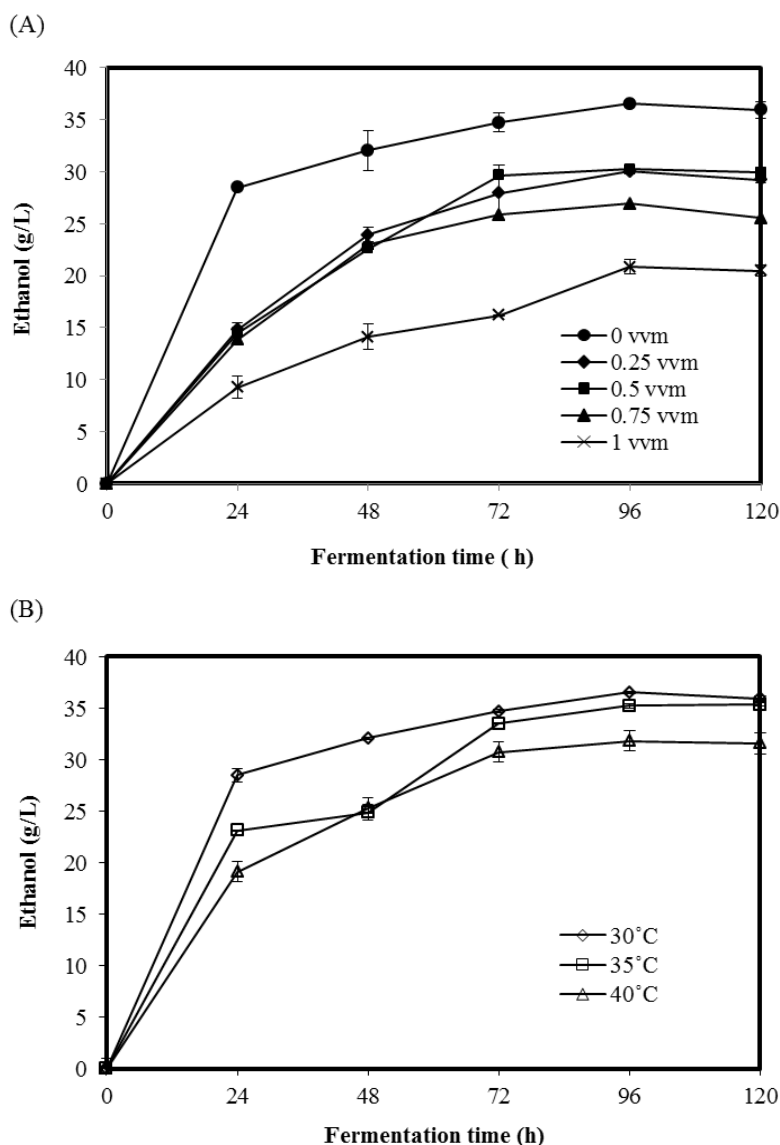 (A)
40
35
30
25
20
15
10
5
0
Ethanol (g/L)
0 vvm
0.25 vvm
0.5 vvm
0.75 vvm
1 vvm
0 24 48 72 96 120
Fermentation time ( h)
(B)
40
35
30
25
20
15
10
5
0
Ethanol (g/L)
30˚C
35˚C
40˚C
0 24 48 72 96 120
Fermentation time (h)